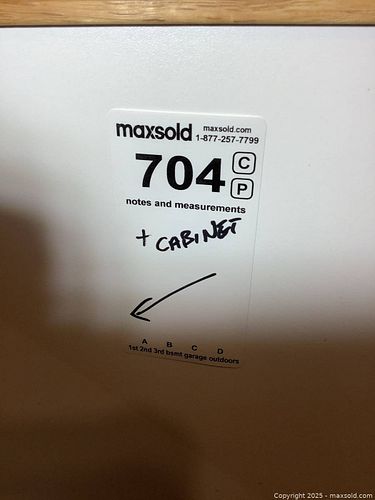 maxsold maxsold.com
1-877-257-7799
704 C
P
notes and measurements
+ CABINET
A B C D
1st 2nd 3rd bsmt garage outdoors
Copyright 2025 - maxsold.com